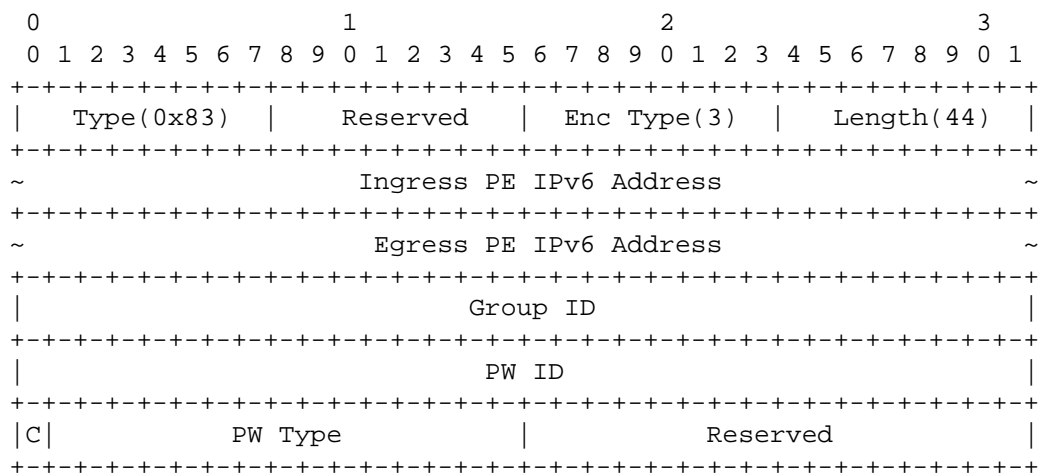 0                   1                   2                   3
 0 1 2 3 4 5 6 7 8 9 0 1 2 3 4 5 6 7 8 9 0 1 2 3 4 5 6 7 8 9 0 1
+-+-+-+-+-+-+-+-+-+-+-+-+-+-+-+-+-+-+-+-+-+-+-+-+-+-+-+-+-+-+-+-+
|   Type(0x83)  |    Reserved   |  Enc Type(3)  |   Length(44)  |
+-+-+-+-+-+-+-+-+-+-+-+-+-+-+-+-+-+-+-+-+-+-+-+-+-+-+-+-+-+-+-+-+
~                     Ingress PE IPv6 Address                   ~
+-+-+-+-+-+-+-+-+-+-+-+-+-+-+-+-+-+-+-+-+-+-+-+-+-+-+-+-+-+-+-+-+
~                      Egress PE IPv6 Address                   ~
+-+-+-+-+-+-+-+-+-+-+-+-+-+-+-+-+-+-+-+-+-+-+-+-+-+-+-+-+-+-+-+-+
|                            Group ID                           |
+-+-+-+-+-+-+-+-+-+-+-+-+-+-+-+-+-+-+-+-+-+-+-+-+-+-+-+-+-+-+-+-+
|                             PW ID                             |
+-+-+-+-+-+-+-+-+-+-+-+-+-+-+-+-+-+-+-+-+-+-+-+-+-+-+-+-+-+-+-+-+
|C|           PW Type           |           Reserved            |
+-+-+-+-+-+-+-+-+-+-+-+-+-+-+-+-+-+-+-+-+-+-+-+-+-+-+-+-+-+-+-+-+